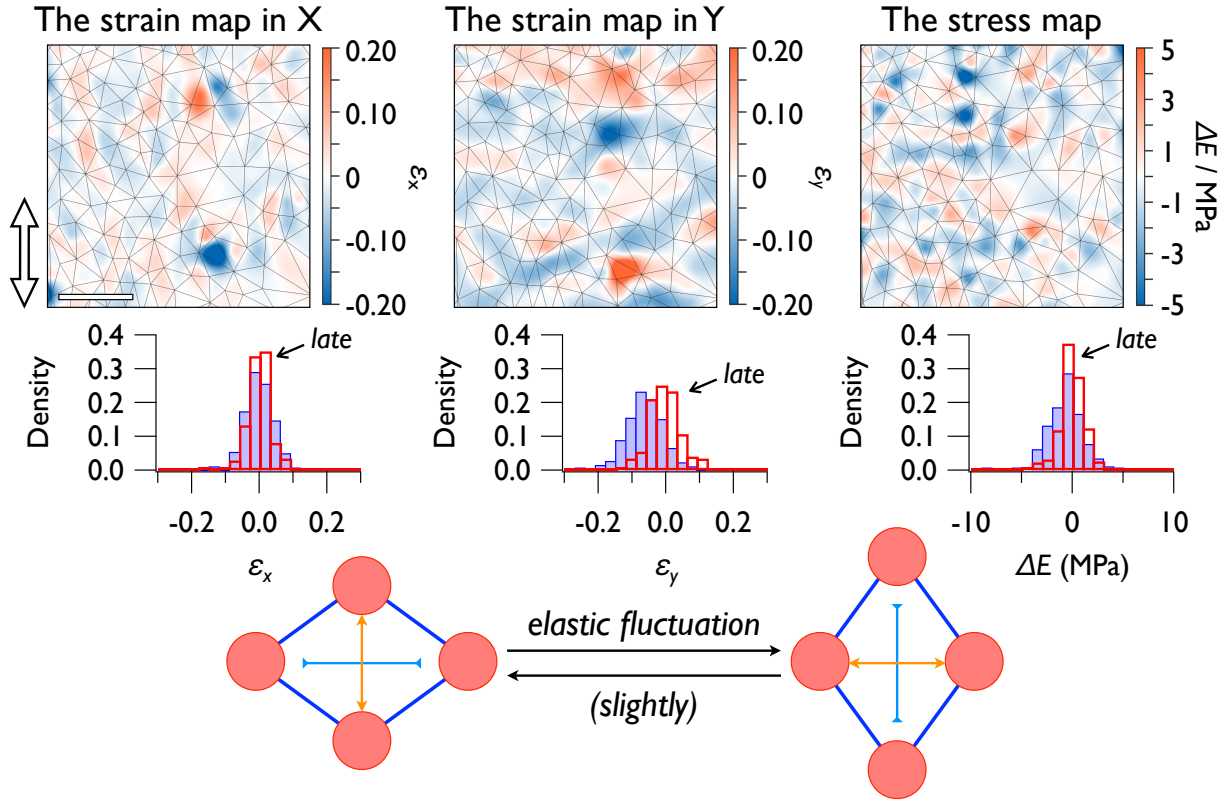 The strain map in X
The strain map in Y
The stress map
0.20
0.10
0
-0.10
-0.20
εx
0.20
0.10
0
-0.10
-0.20
εy
5
3
1
-1
-3
-5
ΔE / MPa
Density
0.4
0.3
0.2
0.1
0.0
late
-0.2
0.0
0.2
εx
Density
0.4
0.3
0.2
0.1
0.0
late
-0.2
0.0
0.2
εy
Density
0.4
0.3
0.2
0.1
0.0
late
-10
0
10
ΔE (MPa)
elastic fluctuation
(slightly)